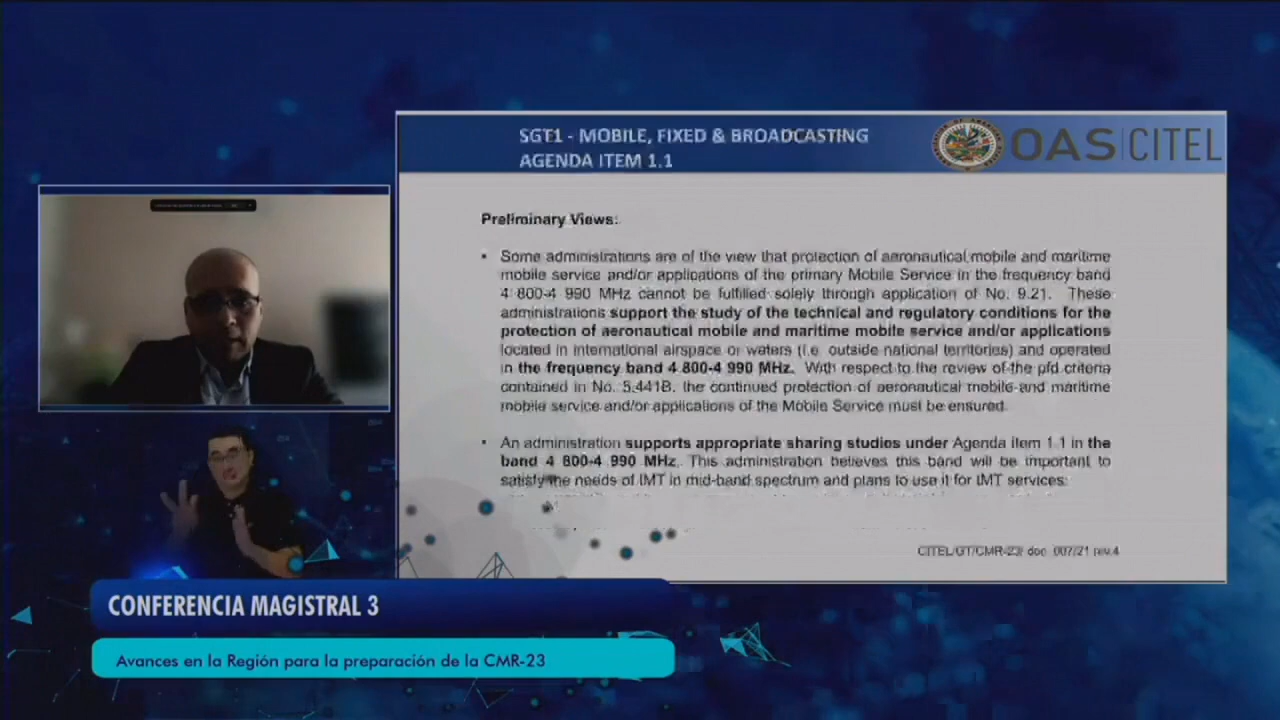 SGT1 - MOBILE, FIXED & BROADCASTING
AGENDA ITEM 1.1
OAS|CITEL
Preliminary Views:
• Some administrations are of the view that protection of aeronautical mobile and maritime
mobile service and/or applications of the primary Mobile Service in the frequency band
4 800-4 990 MHz cannot be fulfilled solely through application of No. 9.21. These
administrations support the study of the technical and regulatory conditions for the
protection of aeronautical mobile and maritime mobile service and/or applications
located in international airspace or waters (i.e. outside national territories) and operated
in the frequency band 4 800-4 990 MHz. With respect to the review of the pfd criteria
contained in No. 5.441B, the continued protection of aeronautical mobile and maritime
mobile service and/or applications of the Mobile Service must be ensured.
• An administration supports appropriate sharing studios under Agenda Item 1.1 in the
band 4 800-4 990 MHz. This administration believes this band will be important to
satisfy the needs of IMT in mid-band spectrum and plans to use it for IMT services.
CITEL/GT/CMR-23/ doc. 007/21 rev.4
CONFERENCIA MAGISTRAL 3
Avances en la Región para la preparación de la CMR-23